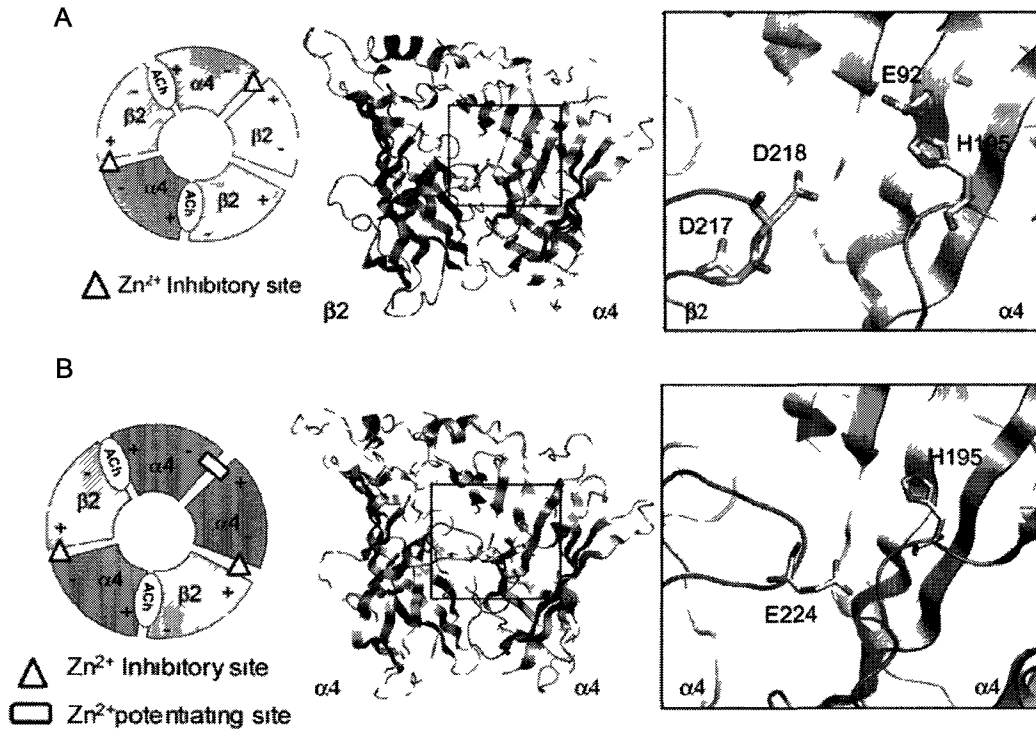 A
ACh
+ α4 -
- β2
+ β2 -
+
- α4 +
ACh
β2 +
-
Zn²⁺ Inhibitory site
β2
α4
E92
H195
D218
D217
β2
α4
B
ACh
+ α4 -
- β2
+ α4
+
- α4 +
ACh
β2 +
-
Zn²⁺ Inhibitory site
Zn²⁺potentiating site
α4
α4
H195
E224
α4
α4